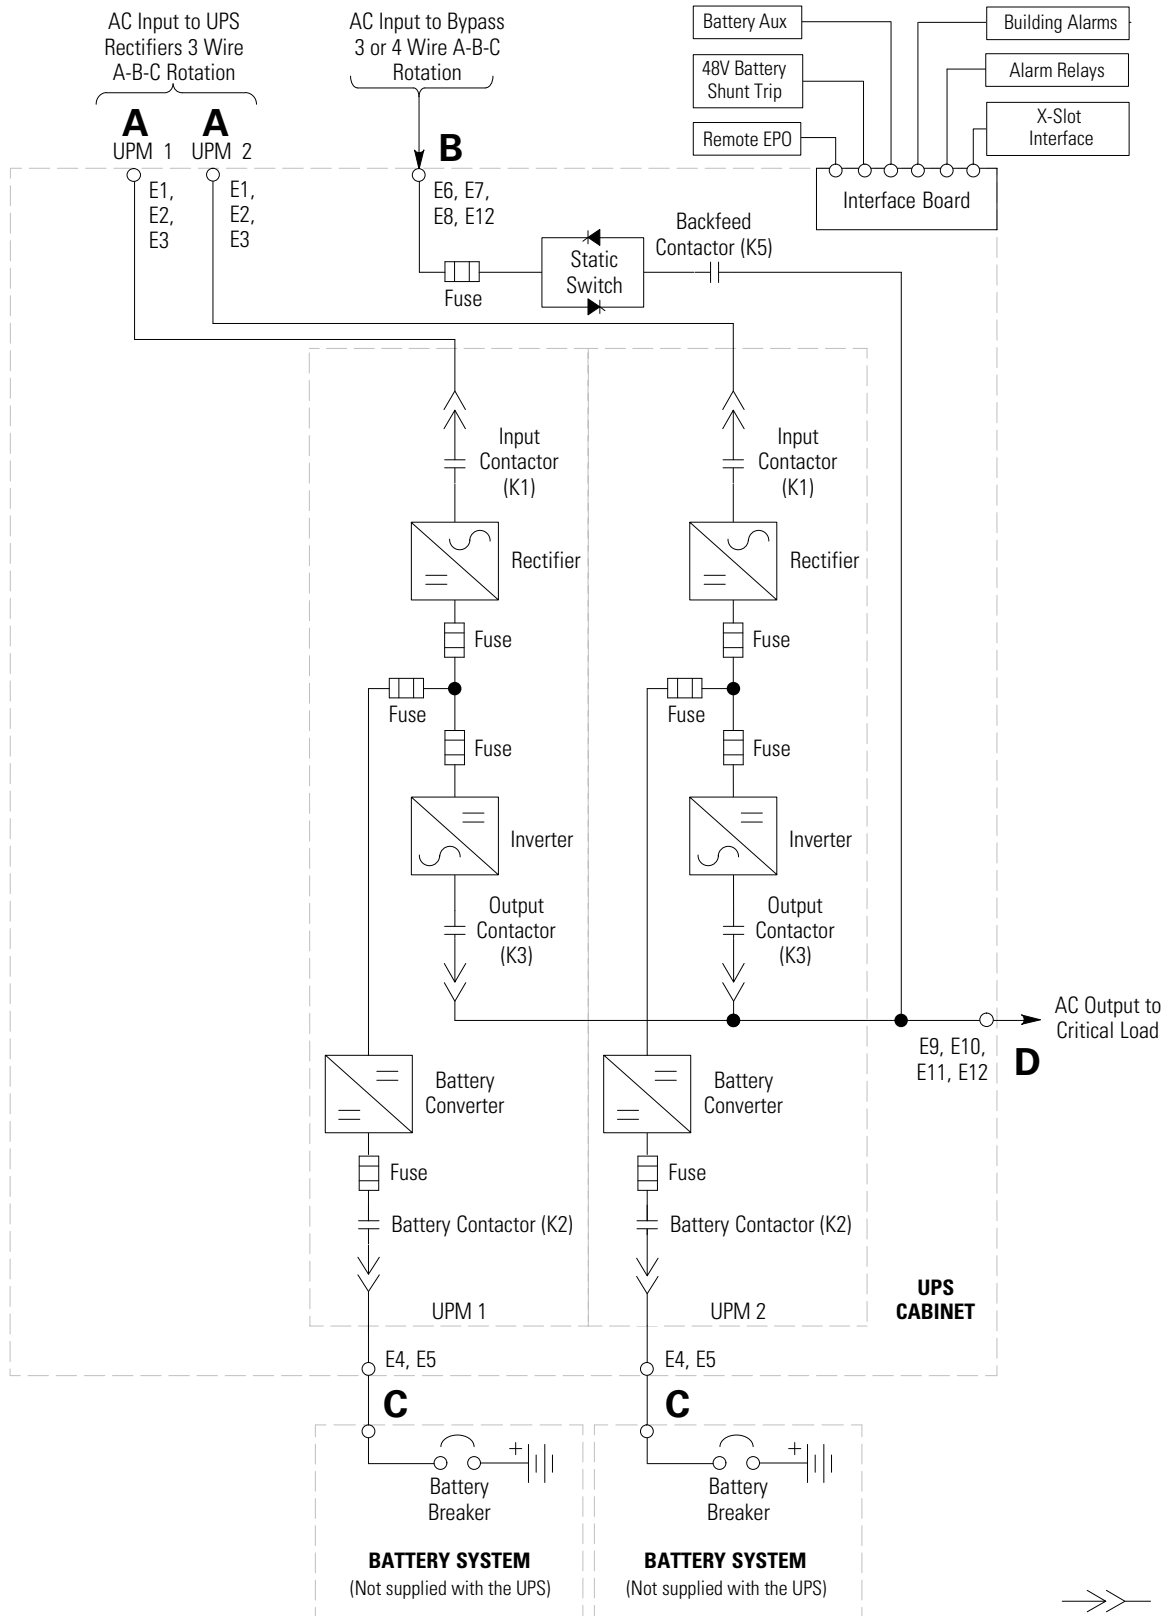 AC Input to UPS
Rectifiers 3 Wire
A-B-C Rotation
AC Input to Bypass
3 or 4 Wire A-B-C
Rotation
Battery Aux
48V Battery
Shunt Trip
Remote EPO
Building Alarms
Alarm Relays
X-Slot
Interface
Interface Board
A
UPM 1
A
UPM 2
B
E1,
E2,
E3
E1,
E2,
E3
E6, E7,
E8, E12
Fuse
Static
Switch
Backfeed
Contactor (K5)
Input
Contactor
(K1)
Input
Contactor
(K1)
Rectifier
Rectifier
Fuse
Fuse
Fuse
Fuse
Fuse
Fuse
Inverter
Inverter
Output
Contactor
(K3)
Output
Contactor
(K3)
AC Output to
Critical Load
E9, E10,
E11, E12
D
Battery
Converter
Battery
Converter
Fuse
Fuse
Battery Contactor (K2)
Battery Contactor (K2)
UPM 1
UPM 2
UPS
CABINET
E4, E5
E4, E5
C
C
+
+
Battery
Breaker
Battery
Breaker
BATTERY SYSTEM
(Not supplied with the UPS)
BATTERY SYSTEM
(Not supplied with the UPS)